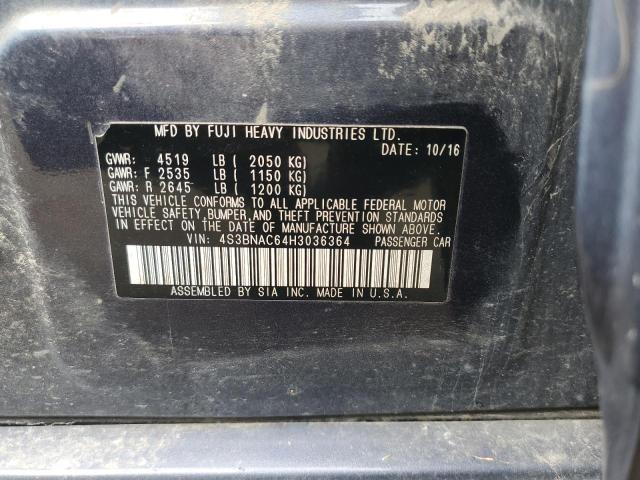 MFD BY FUJI HEAVY INDUSTRIES LTD.
DATE: 10/16
GVWR: 4519 LB ( 2050 KG)
GAWR: F 2535 LB ( 1150 KG)
GAWR: R 2645 LB ( 1200 KG)
THIS VEHICLE CONFORMS TO ALL APPLICABLE FEDERAL MOTOR
VEHICLE SAFETY, BUMPER, AND THEFT PREVENTION STANDARDS
IN EFFECT ON THE DATE OF MANUFACTURE SHOWN ABOVE.
VIN: 4S3BNAC64H3036364 PASSENGER CAR
ASSEMBLED BY SIA INC. MADE IN U.S.A.